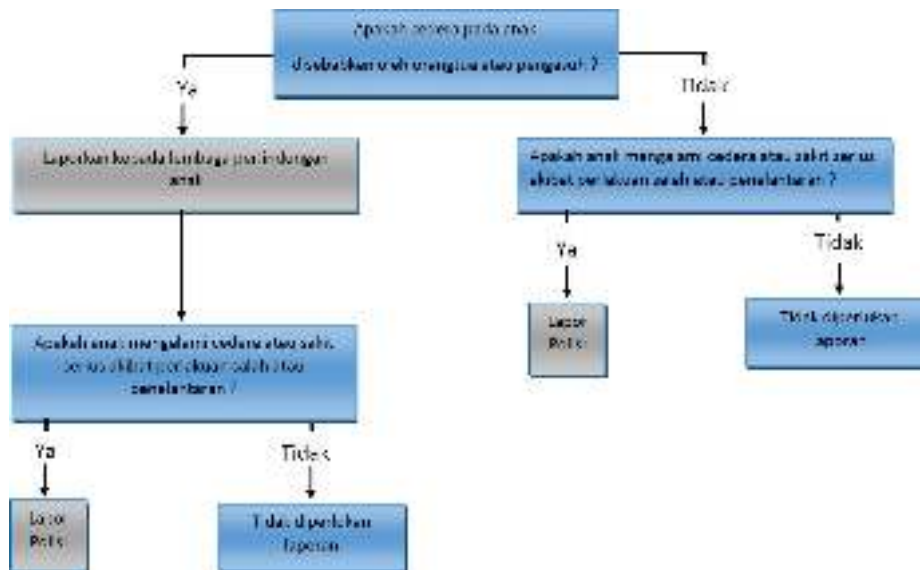 Apakah cedera pada anak
disebabkan oleh orangtua atau pengasuh ?
Ya
Tidak
Laporkan kepada lembaga perlindungan
anak
Apakah anak mengalami cedera atau sakit serius
akibat perlakuan salah atau penelantaran ?
Ya
Tidak
Lapor
Polisi
Tidak diperlukan
laporan
Apakah anak mengalami cedera atau sakit
serius akibat perlakuan salah atau
penelantaran ?
Ya
Tidak
Lapor
Polisi
Tidak diperlukan
laporan